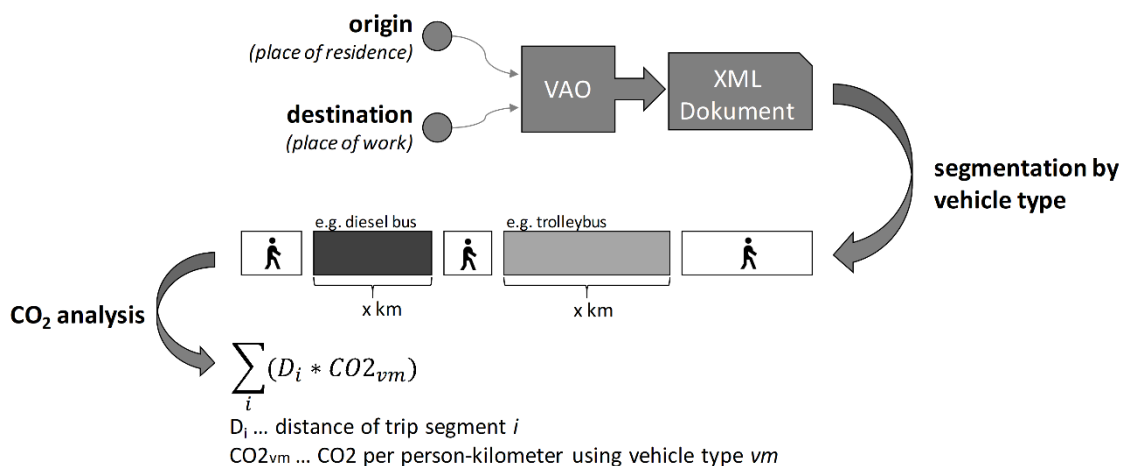 origin
(place of residence)
destination
(place of work)
VAO
XML
Dokument
segmentation by
vehicle type
e.g. diesel bus
e.g. trolleybus
x km
x km
CO₂ analysis
∑ᵢ(Dᵢ * CO2ᵥₘ)
Dᵢ ... distance of trip segment i
CO2vm ... CO2 per person-kilometer using vehicle type vm